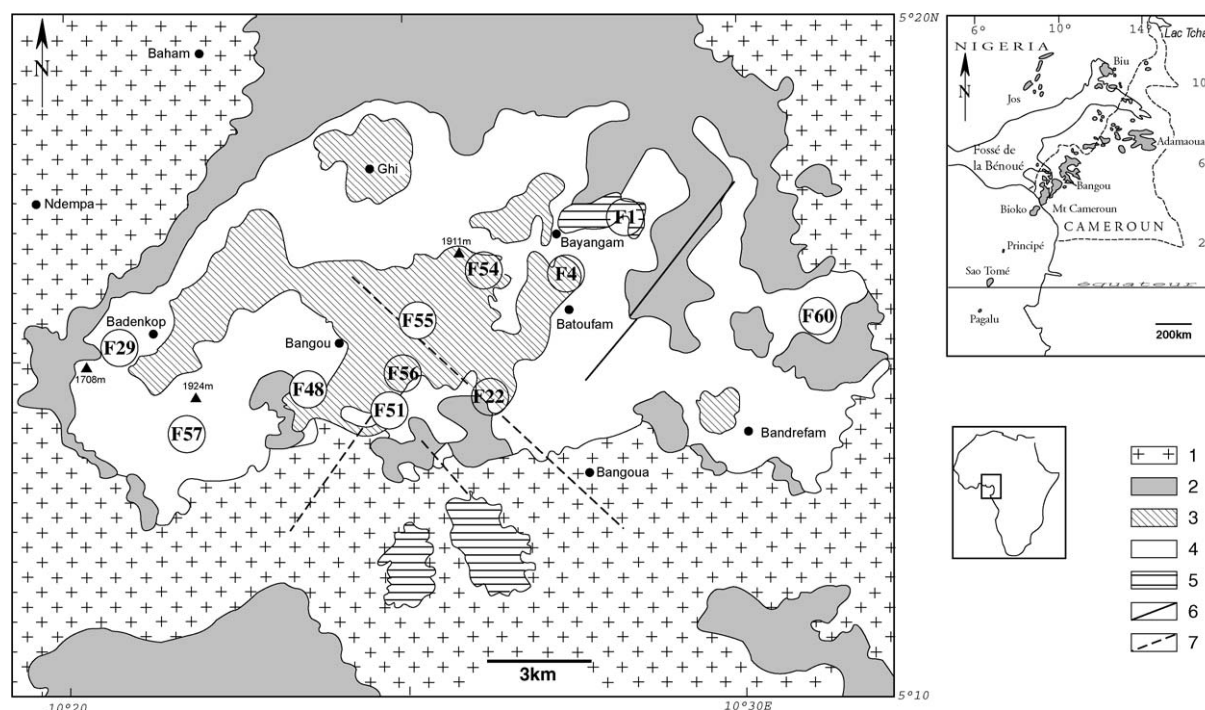 5°20N
Baham
N
Ghi
Ndempa
F1
Bayangam
1911m
F54
F4
Batoufam
F55
F60
Badenkop
Bangou
F29
1708m
F56
F48
1924m
F22
F51
F57
Bandrefam
Bangoua
3km
5°10
10°20
10°30E
6° 10° 14°
Lac Tcha
NIGERIA
Biu
N
10
Jos
Adamaoua
Fossé de
la Bénoué
6
Bangou
Bioko
Mt Cameroun
CAMEROUN
2
Principé
Sao Tomé
équateur
Pagalu
200km
1
2
3
4
5
6
7